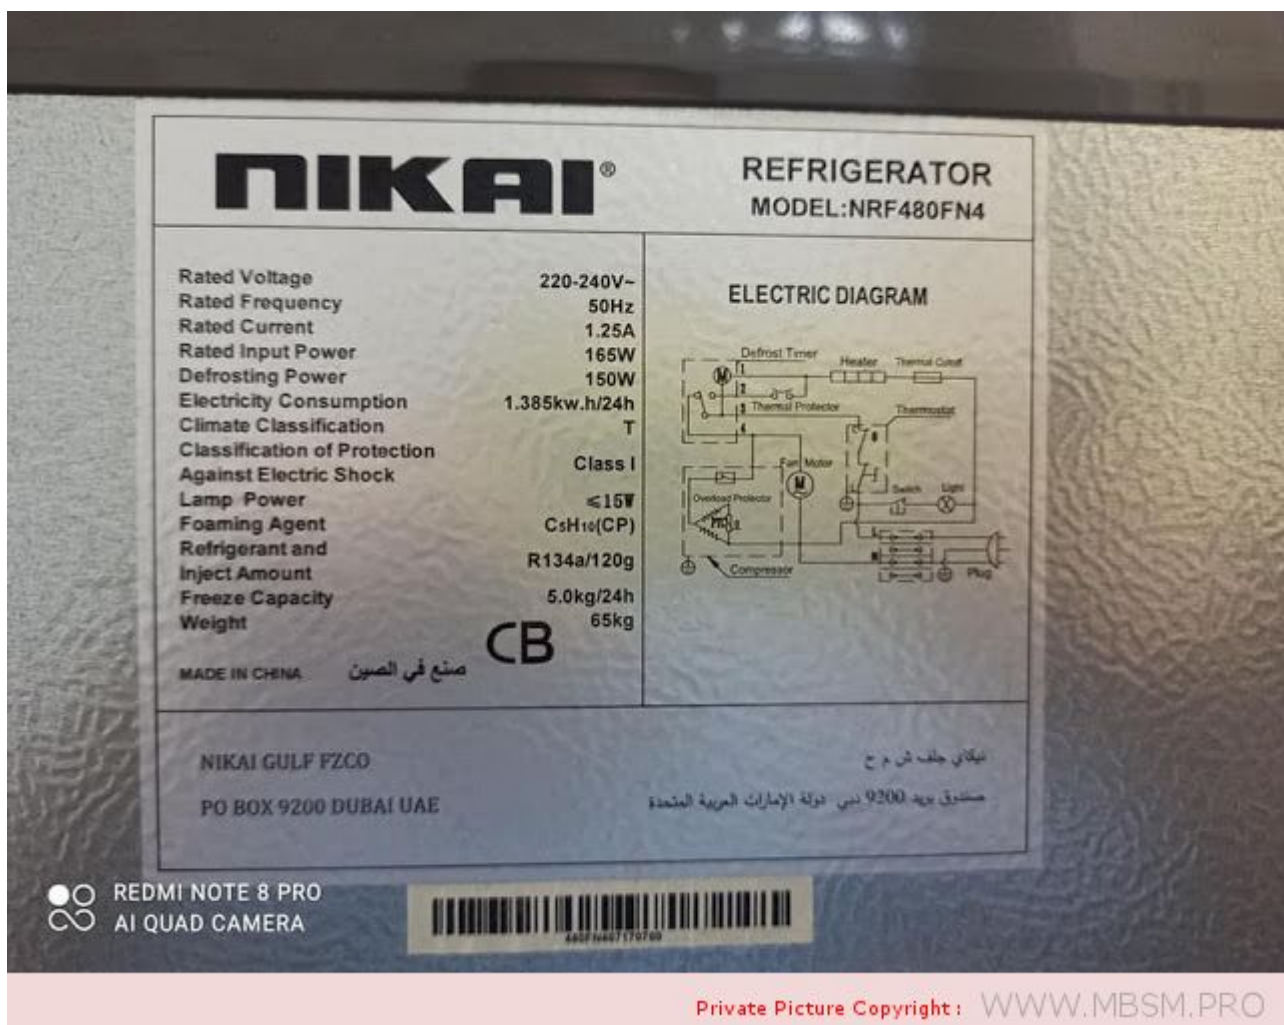 NIKAI®
REFRIGERATOR
MODEL:NRF480FN4
Rated Voltage 220-240V~
Rated Frequency 50Hz
Rated Current 1.25A
Rated Input Power 165W
Defrosting Power 150W
Electricity Consumption 1.385kw.h/24h
Climate Classification T
Classification of Protection
Against Electric Shock Class I
Lamp Power ≤15W
Foaming Agent C5H10(CP)
Refrigerant and
Inject Amount R134a/120g
Freeze Capacity 5.0kg/24h
Weight 65kg
CB
MADE IN CHINA صنع في الصين
ELECTRIC DIAGRAM
Defrost Timer
Heater
Thermal Cutoff
M
1
2
3
4
Thermal Protector
Thermostat
Fan Motor
M
Switch
Light
Overload Protector
PTC
L
N
Compressor
Plug
NIKAI GULF FZCO
نيكاي جلف ش م ح
PO BOX 9200 DUBAI UAE
صندوق بريد 9200 دبي دولة الإمارات العربية المتحدة
REDMI NOTE 8 PRO
AI QUAD CAMERA
Private Picture Copyright : WWW.MBSM.PRO